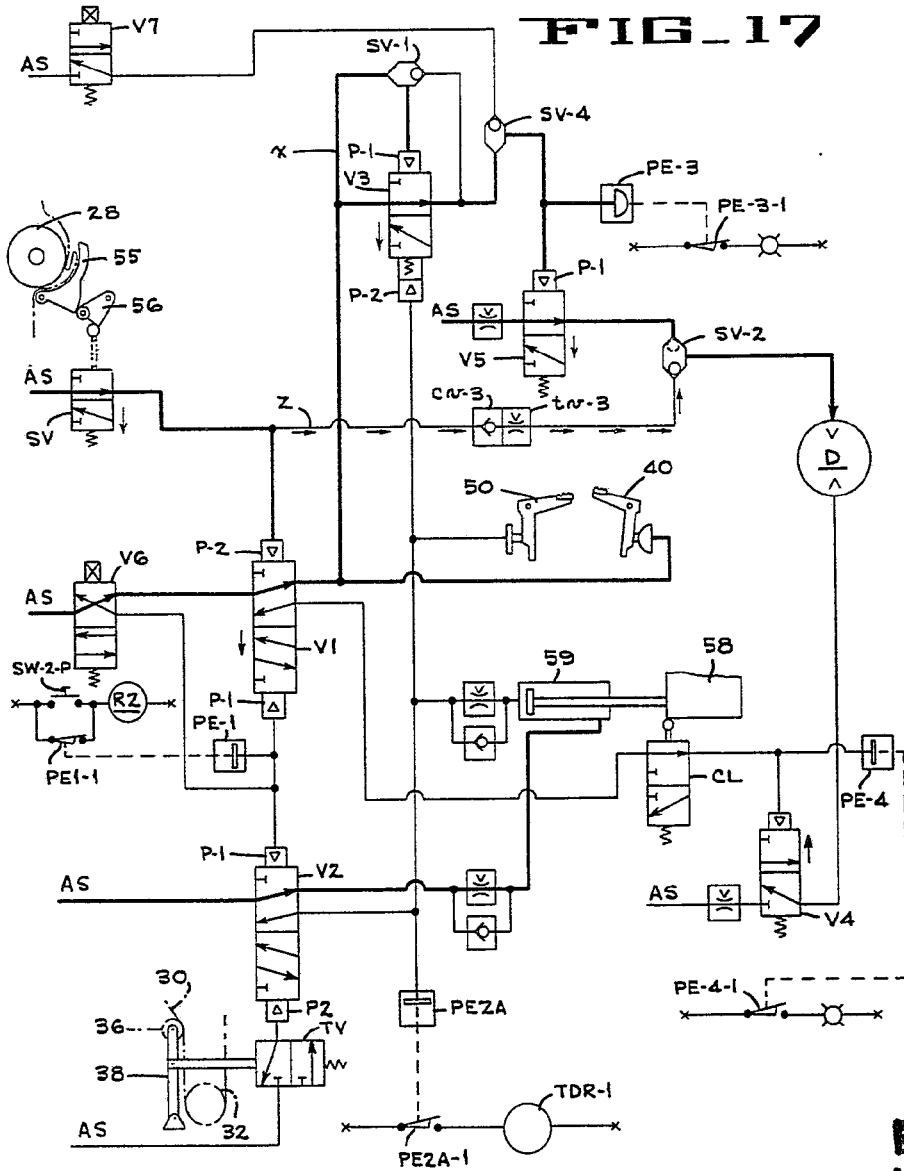 FIG_17
V7
AS
SV-1
SV-4
x
P-1
V3
PE-3
PE-3-1
28
55
56
P-2
P-1
AS
V5
SV-2
AS
SV
Z
cv-3
tv-3
D
50
40
P-2
V6
AS
V1
SW-2-P
R2
59
58
P-1
PE-1
PE1-1
CL
PE-4
P-1
V2
AS
AS
V4
30
P2
PE2A
PE-4-1
36
TV
38
32
TDR-1
AS
PE2A-1